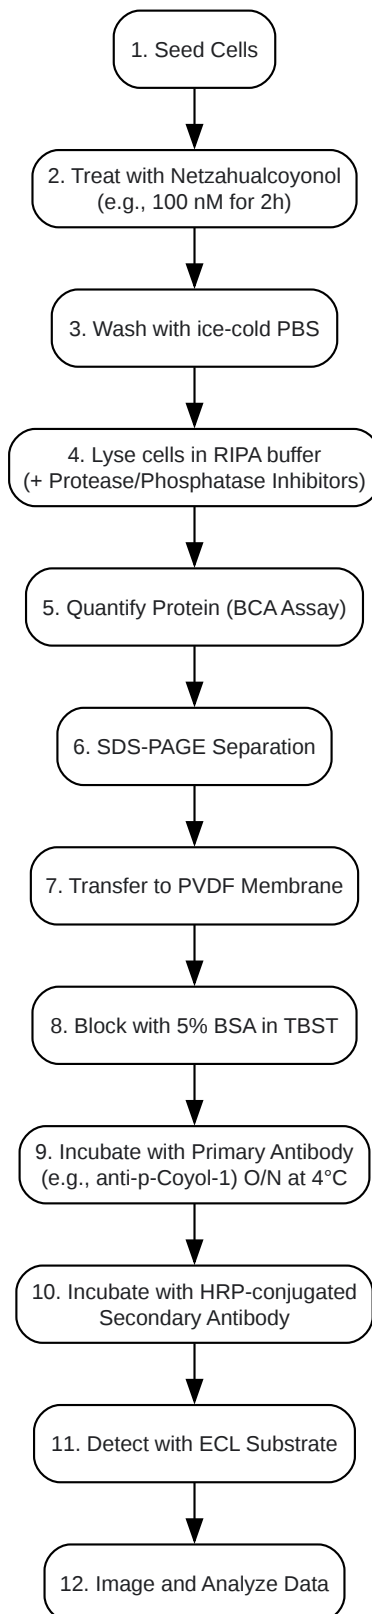 1. Seed Cells
2. Treat with Netzahualcoyonol
(e.g., 100 nM for 2h)
3. Wash with ice-cold PBS
4. Lyse cells in RIPA buffer
(+ Protease/Phosphatase Inhibitors)
5. Quantify Protein (BCA Assay)
6. SDS-PAGE Separation
7. Transfer to PVDF Membrane
8. Block with 5% BSA in TBST
9. Incubate with Primary Antibody
(e.g., anti-p-Coyol-1) O/N at 4°C
10. Incubate with HRP-conjugated
Secondary Antibody
11. Detect with ECL Substrate
12. Image and Analyze Data